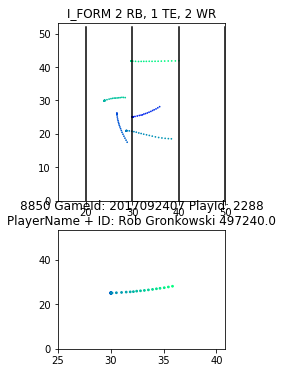 I_FORM 2 RB, 1 TE, 2 WR
50
40
30
20
10
0
20 30 40 50
8850 GameId: 2017092407 PlayId: 2288
PlayerName + ID: Rob Gronkowski 497240.0
40
20
0
25 30 35 40